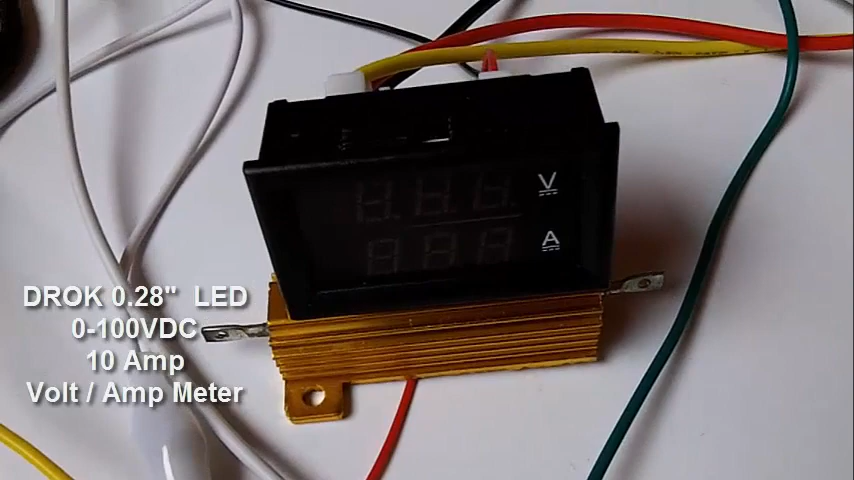 V
A
DROK 0.28" LED
0-100VDC
10 Amp
Volt / Amp Meter